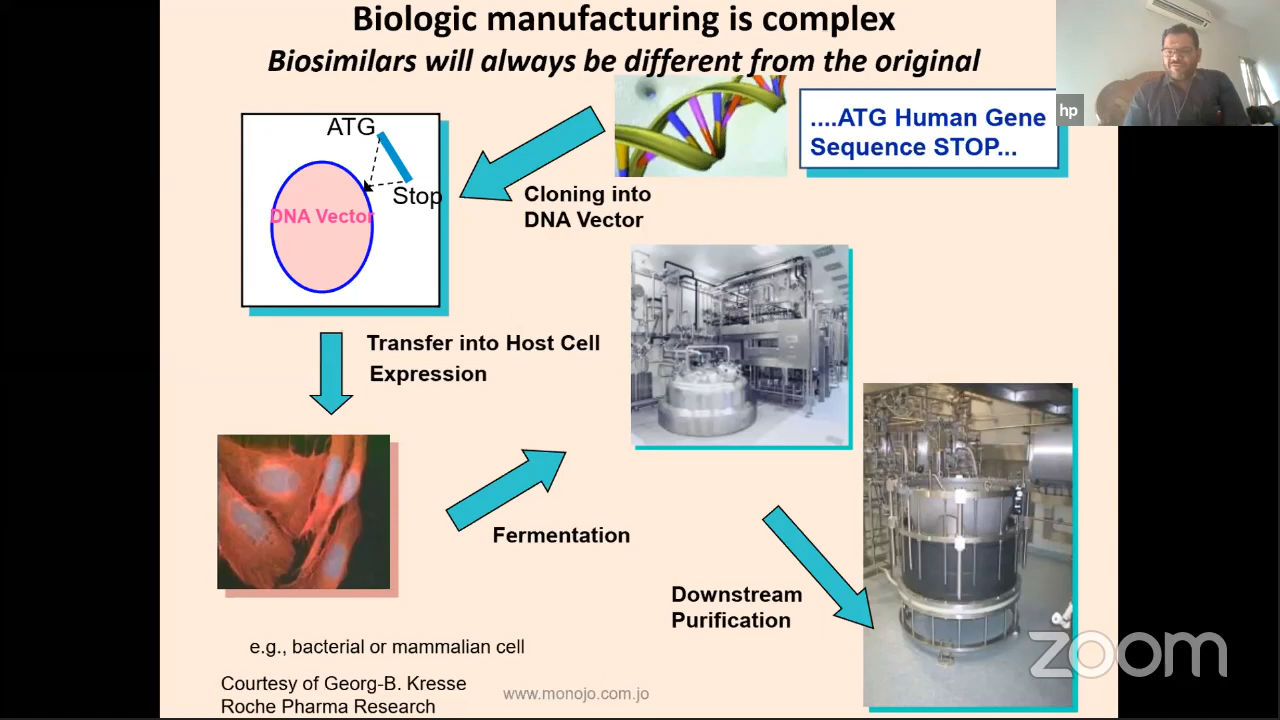 Biologic manufacturing is complex
Biosimilars will always be different from the original
hp
....ATG Human Gene
Sequence STOP...
ATG
Stop
DNA Vector
Cloning into
DNA Vector
Transfer into Host Cell
Expression
Fermentation
Downstream
Purification
e.g., bacterial or mammalian cell
Courtesy of Georg-B. Kresse
Roche Pharma Research
www.monojo.com.jo
zoom